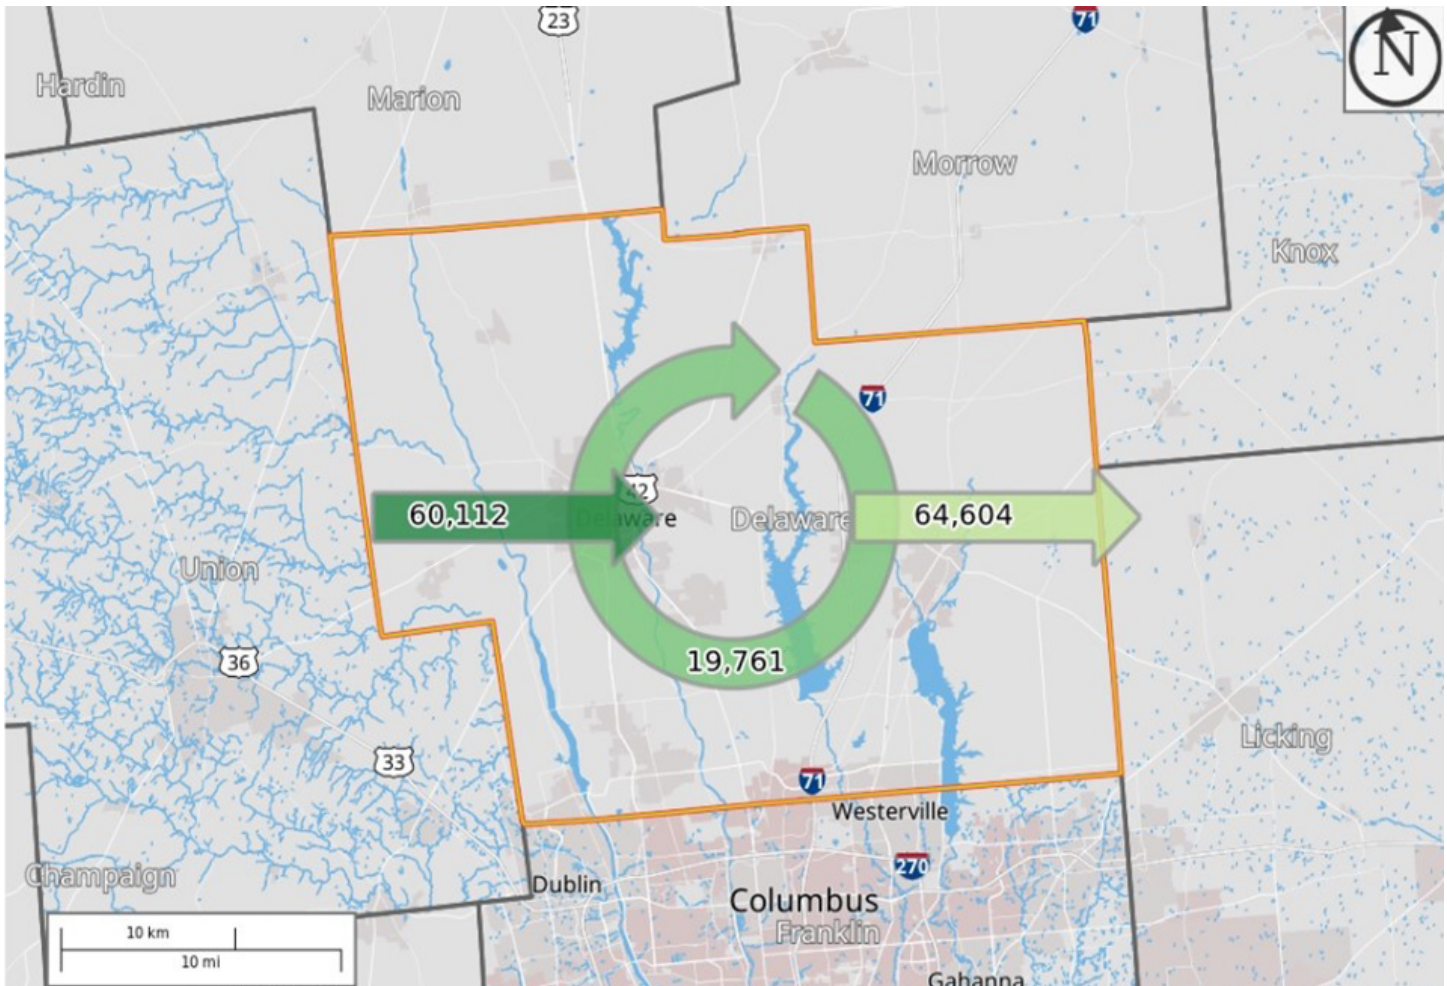 23
71
N
Hardin
Marion
Morrow
Knox
71
42
60,112
Delaware
Delaware
64,604
Union
36
19,761
Licking
33
71
Westerville
270
Champaign
Dublin
Columbus
Franklin
10 km
10 mi
Gahanna